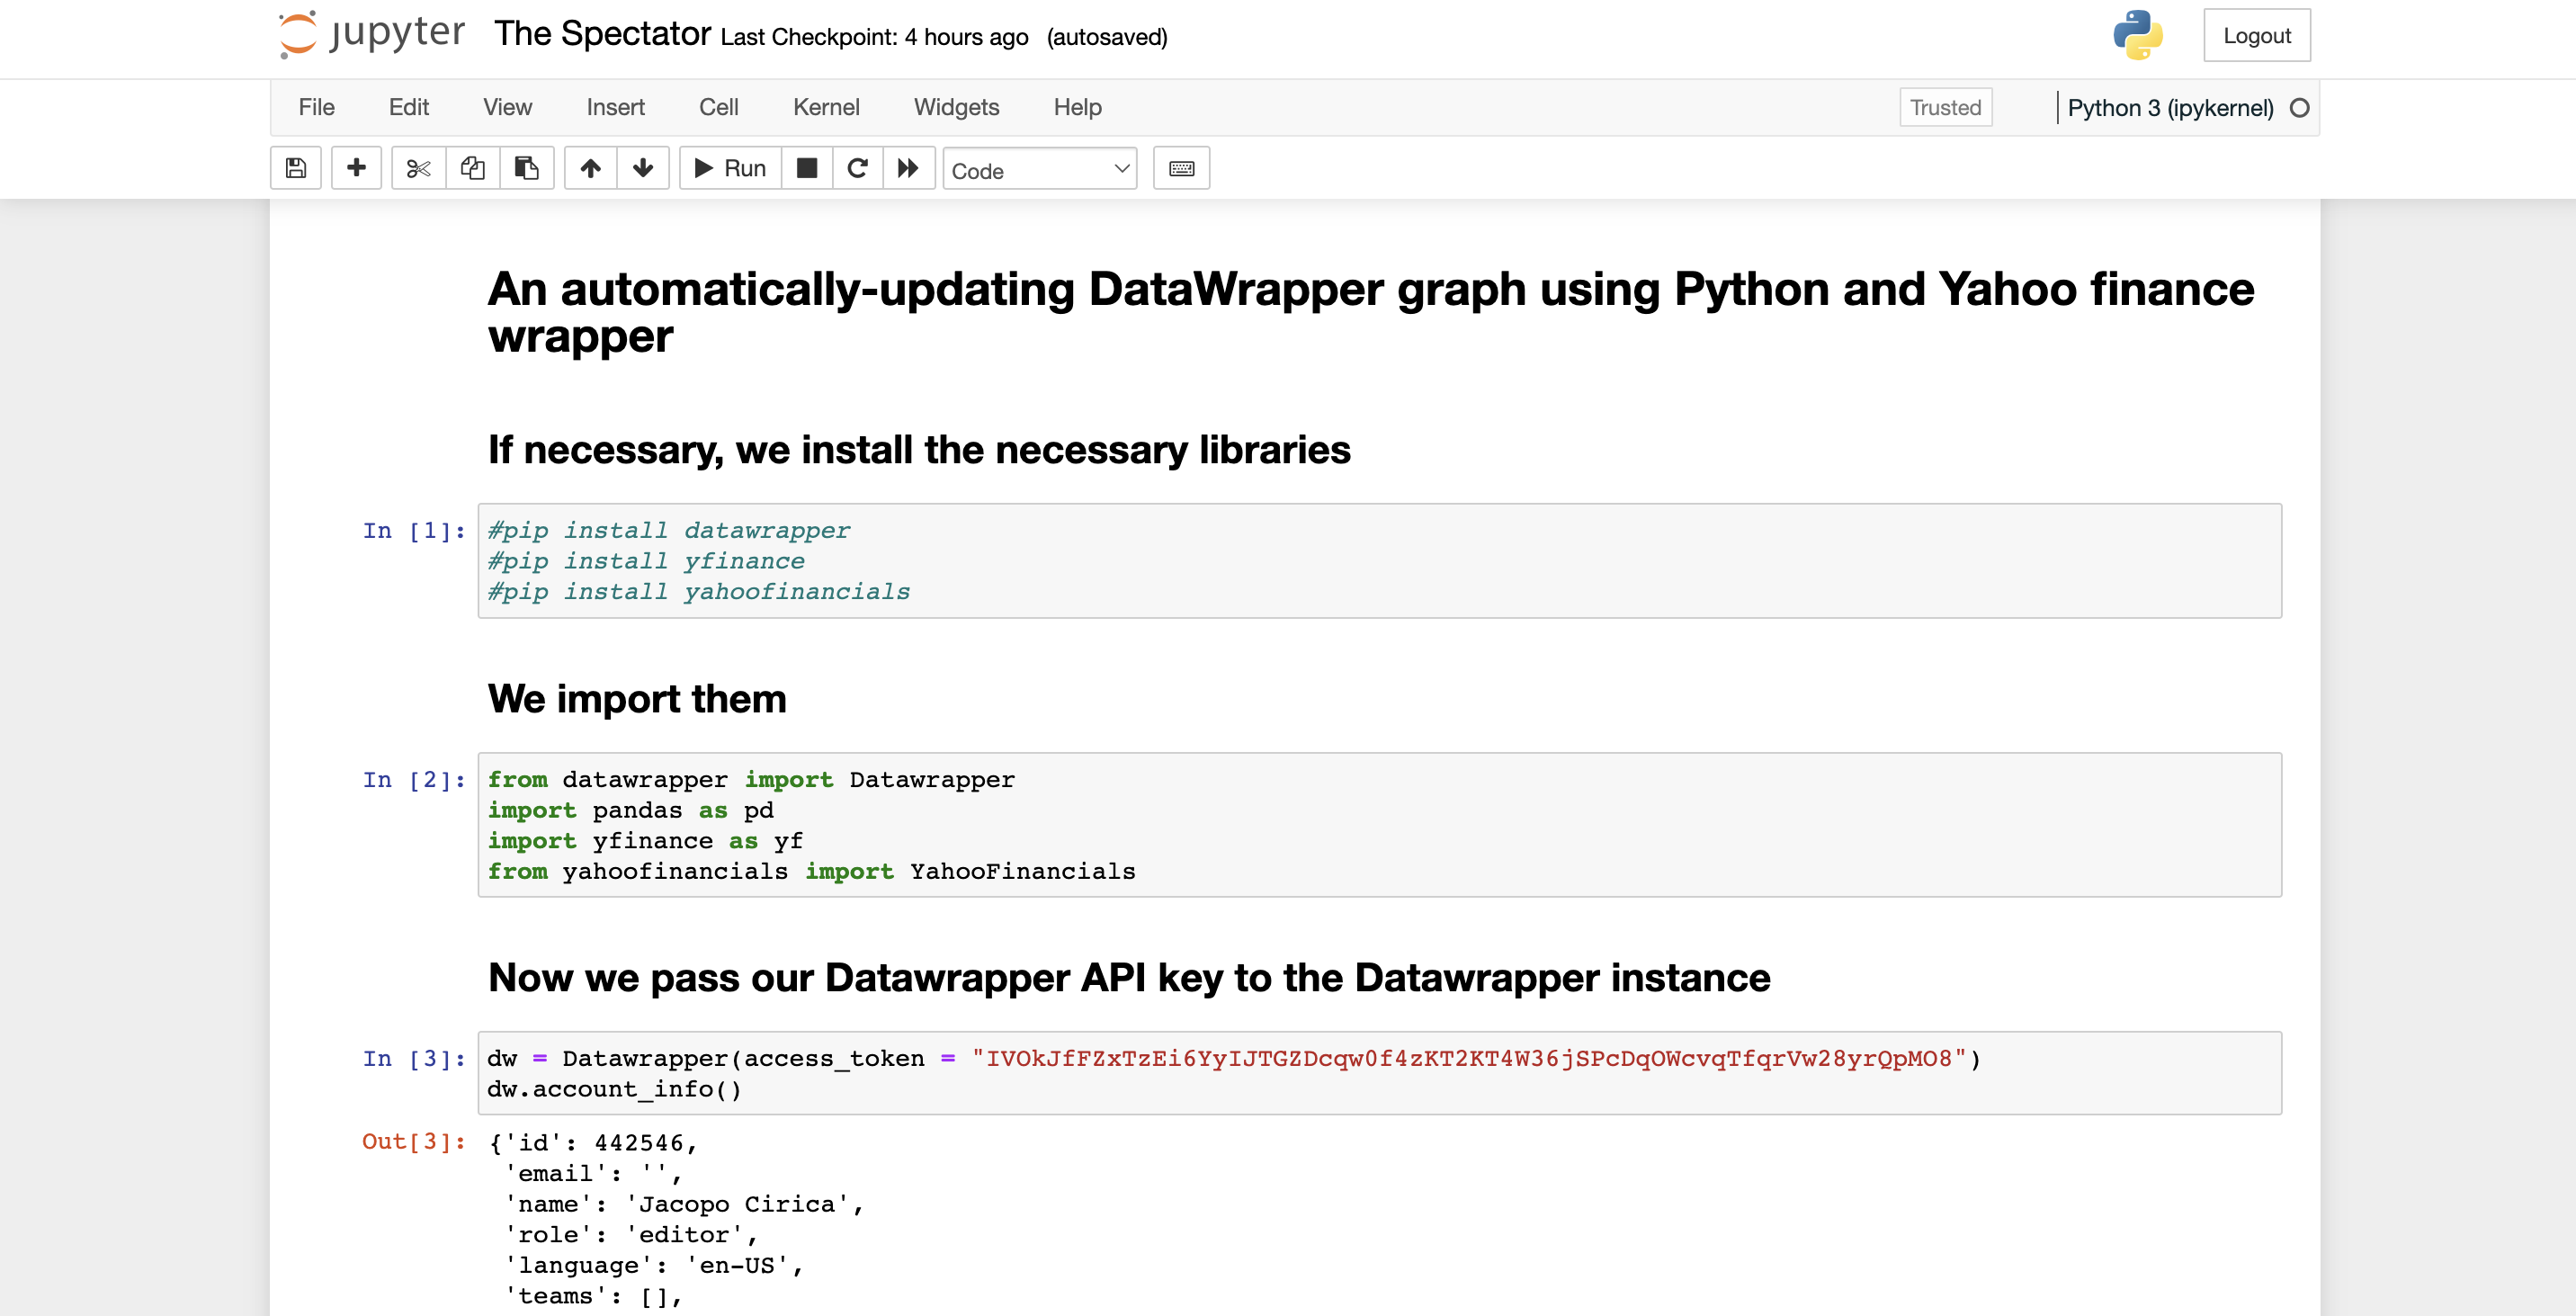 jupyter The Spectator Last Checkpoint: 4 hours ago (autosaved) Logout
File Edit View Insert Cell Kernel Widgets Help Trusted Python 3 (ipykernel)
Run Code
An automatically-updating DataWrapper graph using Python and Yahoo finance
wrapper
If necessary, we install the necessary libraries
In [1]: #pip install datawrapper
#pip install yfinance
#pip install yahoofinancials
We import them
In [2]: from datawrapper import Datawrapper
import pandas as pd
import yfinance as yf
from yahoofinancials import YahooFinancials
Now we pass our Datawrapper API key to the Datawrapper instance
In [3]: dw = Datawrapper(access_token = "IVOkJfFZxTzEi6YyIJTGZDcqw0f4zKT2KT4W36jSPcDqOWcvqTfqrVw28yrQpMO8")
dw.account_info()
Out[3]: {'id': 442546,
'email': '',
'name': 'Jacopo Cirica',
'role': 'editor',
'language': 'en-US',
'teams': [],